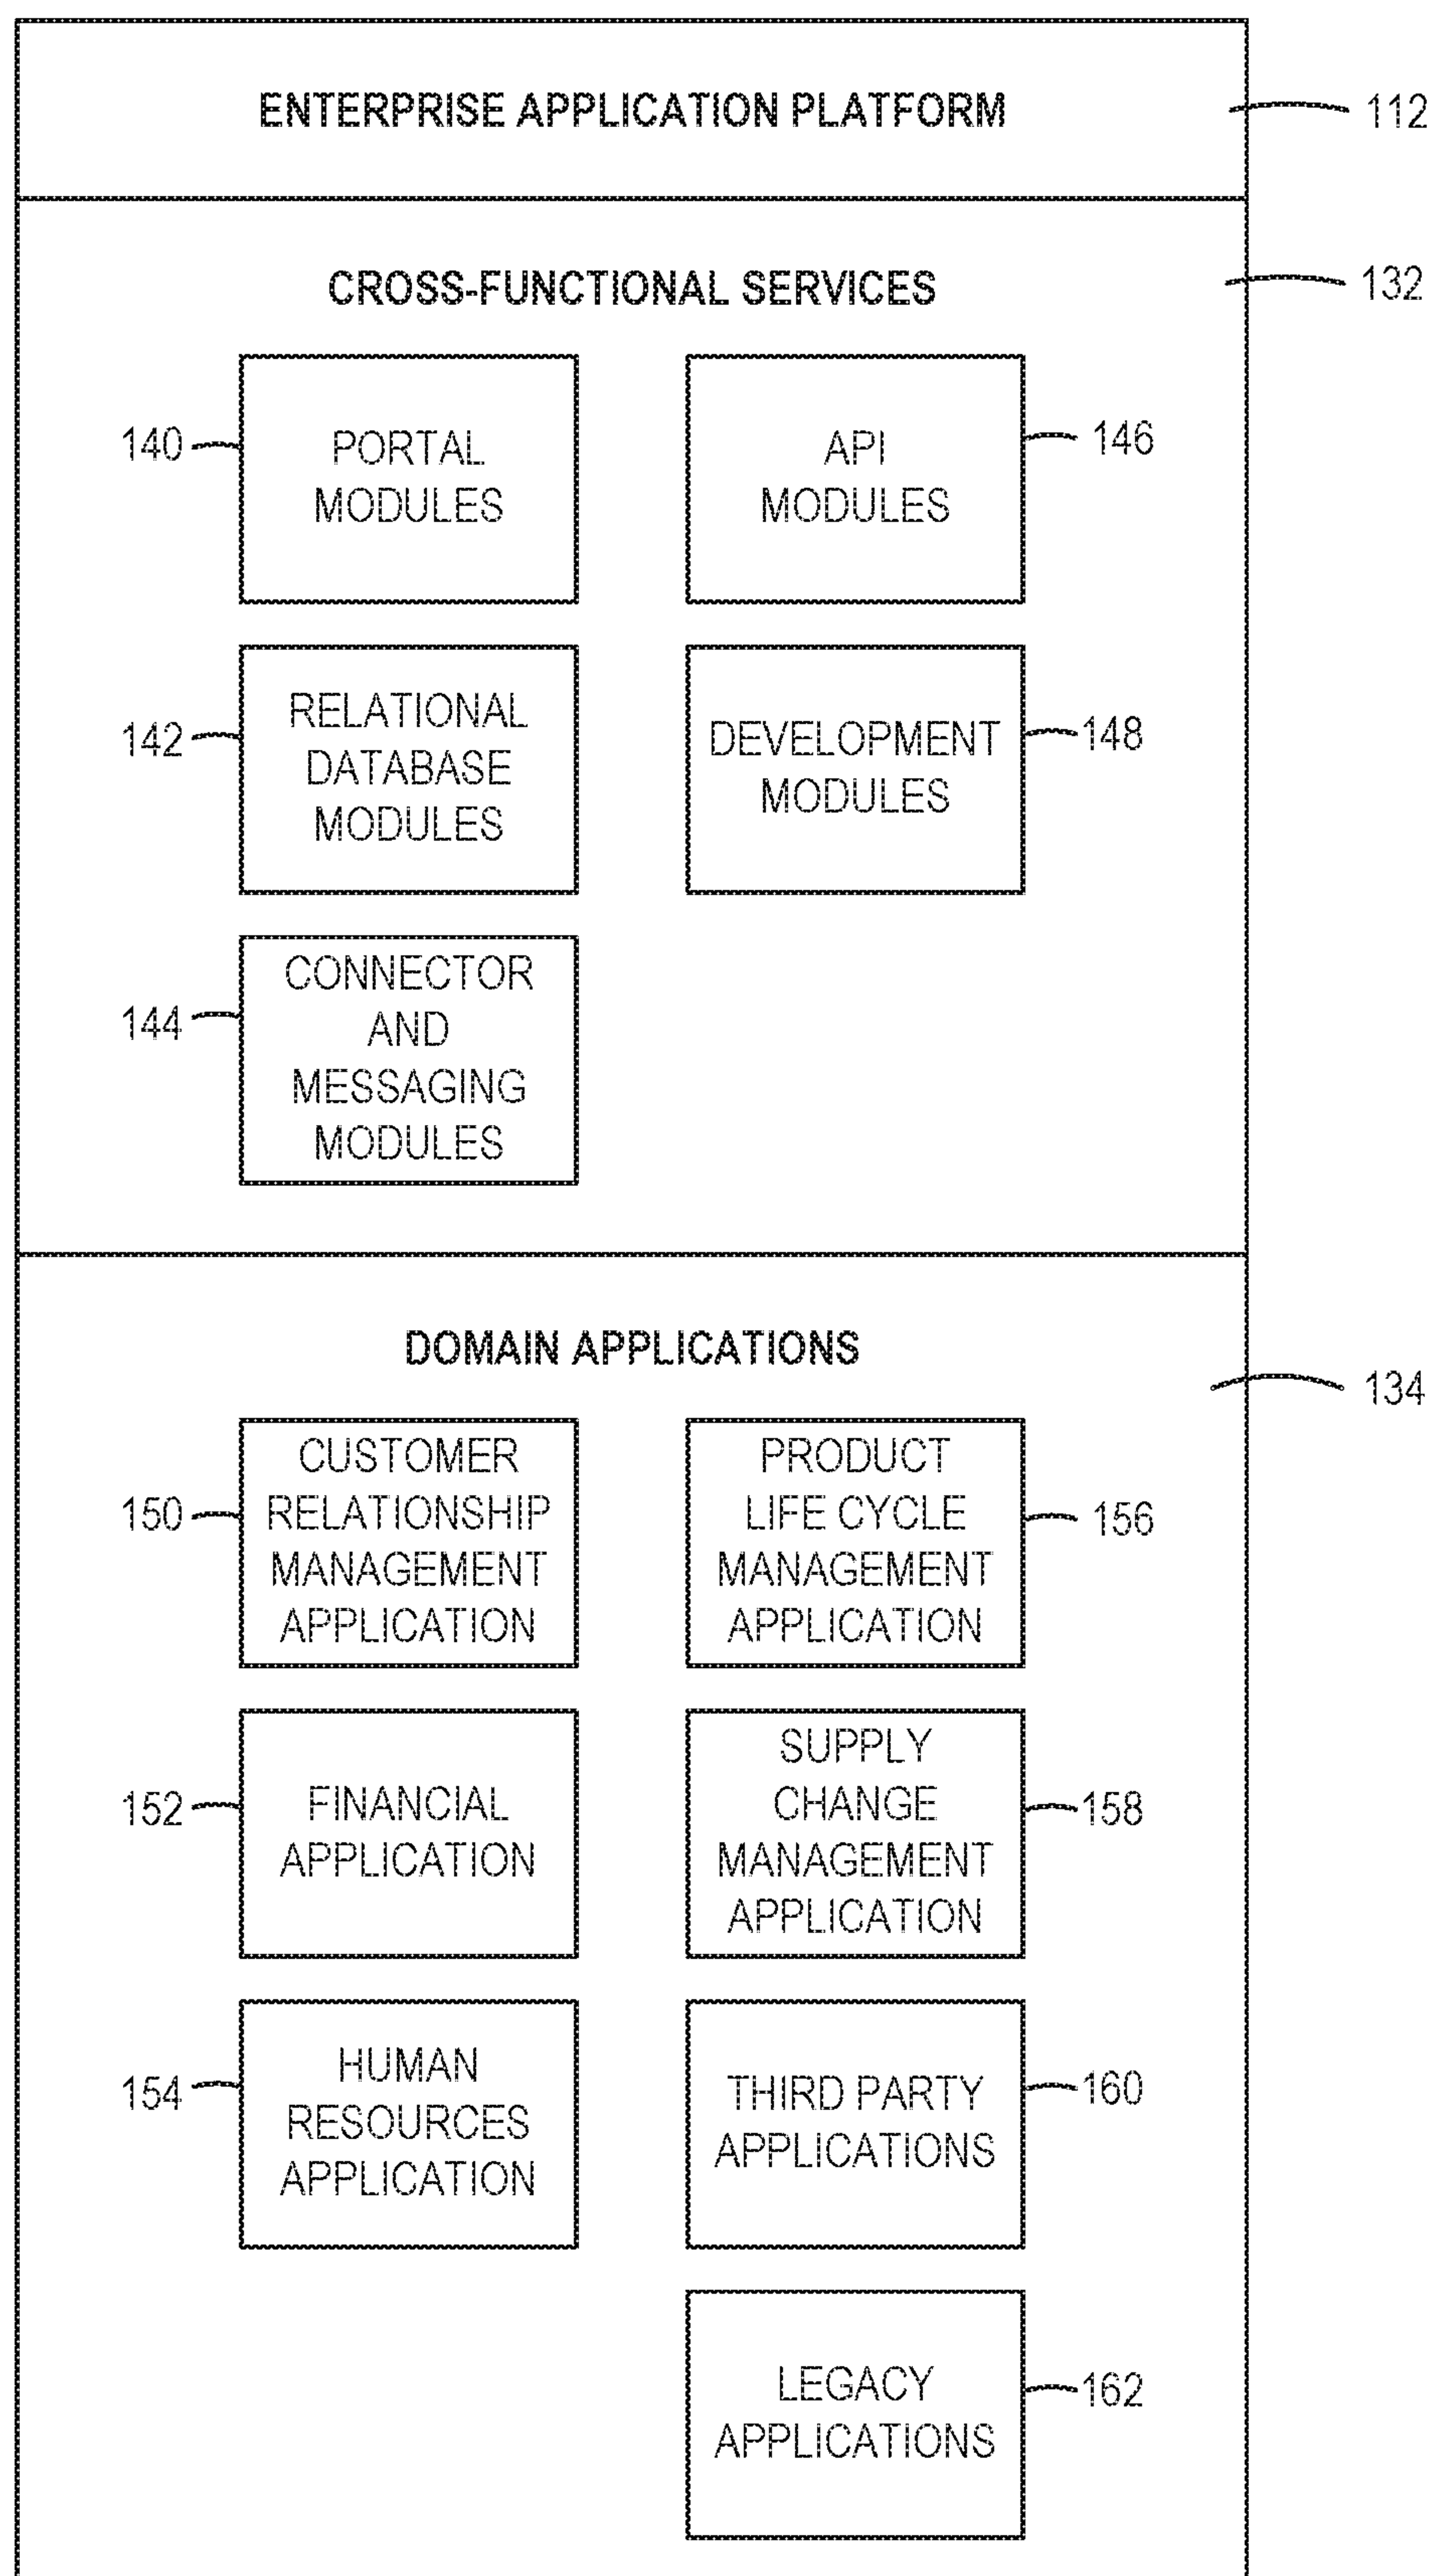 ENTERPRISE APPLICATION PLATFORM
112
CROSS-FUNCTIONAL SERVICES
132
140
PORTAL
MODULES
API
MODULES
146
142
RELATIONAL
DATABASE
MODULES
DEVELOPMENT
MODULES
148
144
CONNECTOR
AND
MESSAGING
MODULES
DOMAIN APPLICATIONS
134
150
CUSTOMER
RELATIONSHIP
MANAGEMENT
APPLICATION
PRODUCT
LIFE CYCLE
MANAGEMENT
APPLICATION
156
152
FINANCIAL
APPLICATION
SUPPLY
CHANGE
MANAGEMENT
APPLICATION
158
154
HUMAN
RESOURCES
APPLICATION
THIRD PARTY
APPLICATIONS
160
LEGACY
APPLICATIONS
162